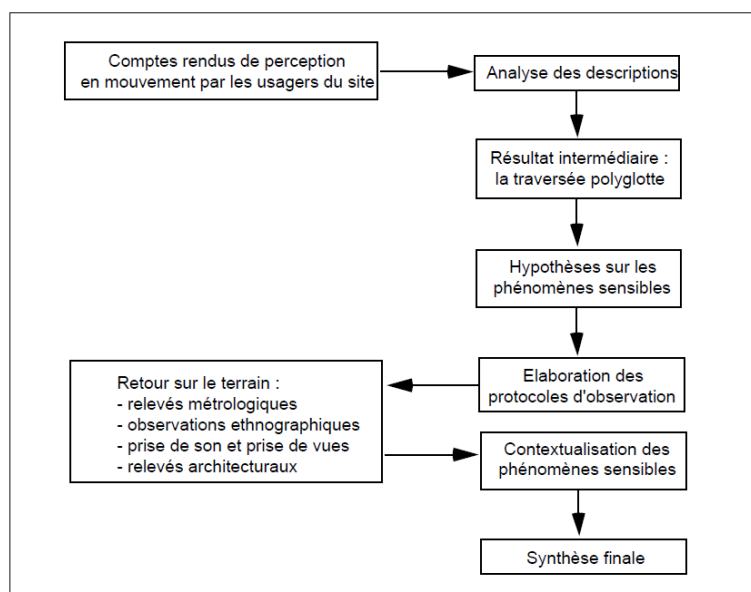 Comptes rendus de perception
en mouvement par les usagers du site
Analyse des descriptions
Résultat intermédiaire :
la traversée polyglotte
Hypothèses sur les
phénomènes sensibles
Elaboration des
protocoles d'observation
Retour sur le terrain :
- relevés métrologiques
- observations ethnographiques
- prise de son et prise de vues
- relevés architecturaux
Contextualisation des
phénomènes sensibles
Synthèse finale